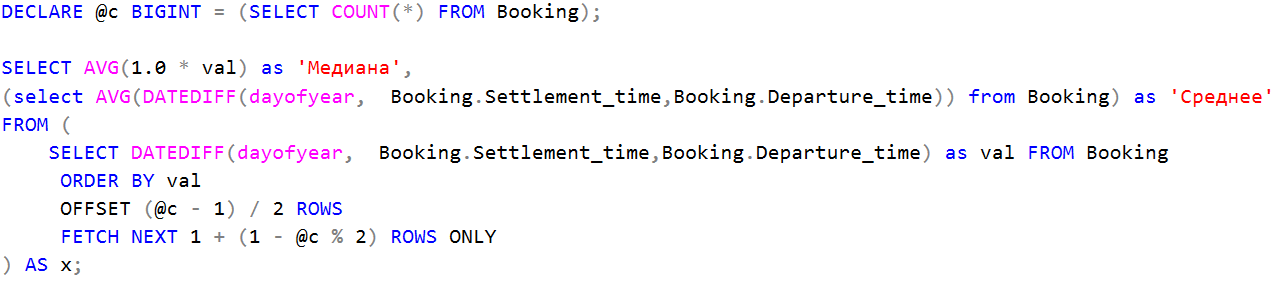 DECLARE @c BIGINT = (SELECT COUNT(*) FROM Booking);
SELECT AVG(1.0 * val) as 'Медиана',
(select AVG(DATEDIFF(dayofyear,  Booking.Settlement_time,Booking.Departure_time)) from Booking) as 'Среднее'
FROM (
    SELECT DATEDIFF(dayofyear,  Booking.Settlement_time,Booking.Departure_time) as val FROM Booking
     ORDER BY val
     OFFSET (@c - 1) / 2 ROWS
     FETCH NEXT 1 + (1 - @c % 2) ROWS ONLY
) AS x;